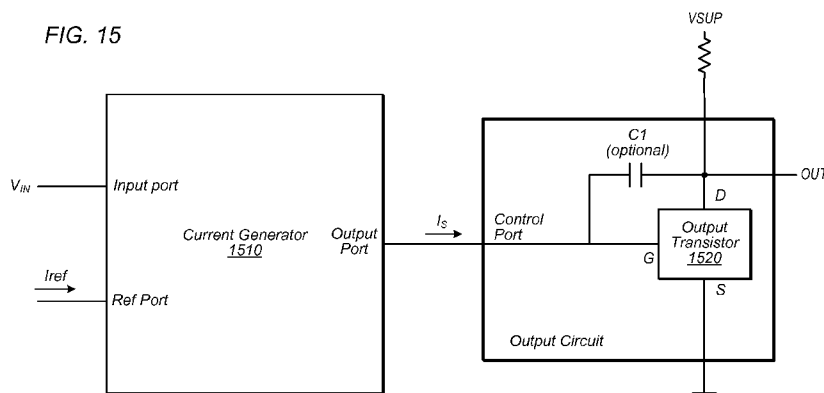 FIG. 15
VSUP
C1
(optional)
VIN
Input port
OUT
D
Current Generator
1510
Output
Port
IS
Control
Port
Output
Transistor
1520
G
S
Iref
Ref Port
Output Circuit